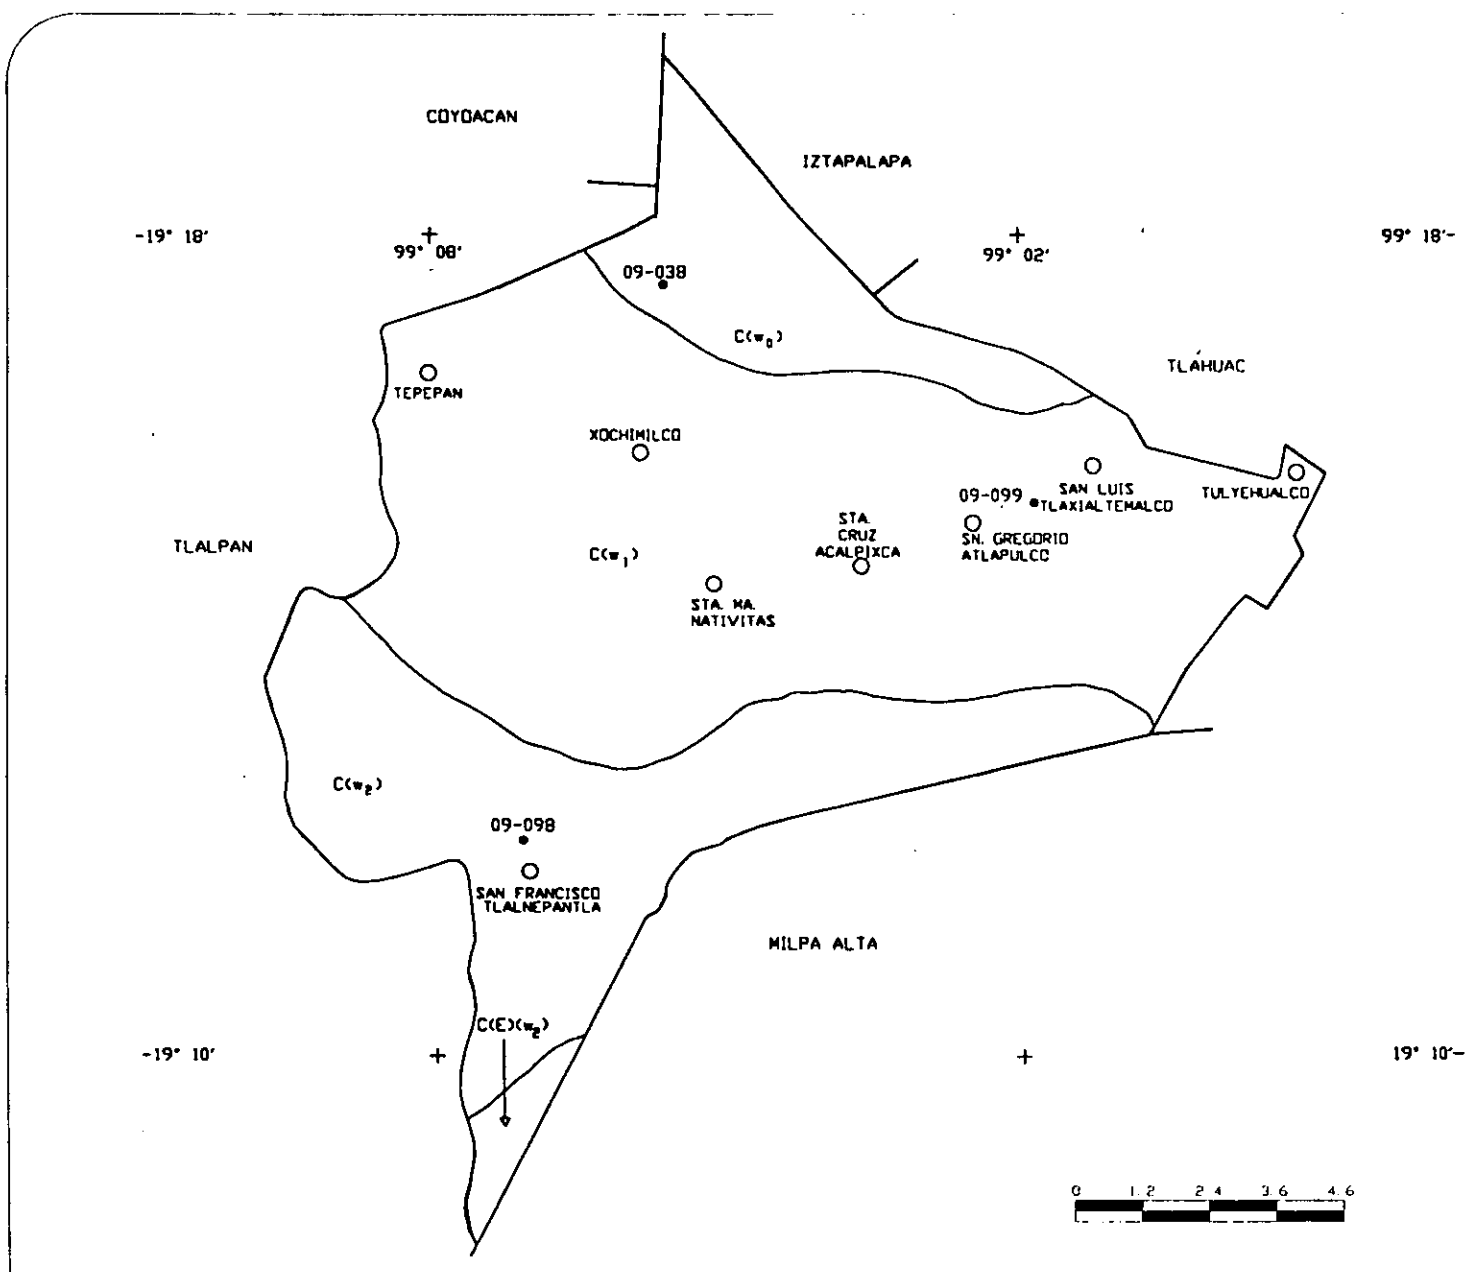 COYOACAN
IZTAPALAPA
-19° 18'
99° 08'
99° 02'
99° 18'-
09-038
C(w0)
TLAHUAC
TEPEPAN
XOCHIMILCO
SAN LUIS
TLAXIALTEMALCO
TULYEHUALCO
09-099
TLALPAN
STA.
CRUZ
ACALPIXCA
SN. GREGORIO
ATLAPULCO
C(w1)
STA. MA.
NATIVITAS
C(w2)
09-098
SAN FRANCISCO
TLALNEPANTLA
MILPA ALTA
C(E)(w2)
-19° 10'
19° 10'-
0 1.2 2 4 3.6 4.6